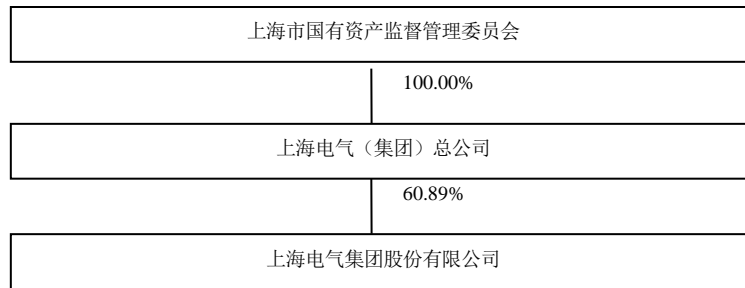 上海市国有资产监督管理委员会
100.00%
上海电气（集团）总公司
60.89%
上海电气集团股份有限公司